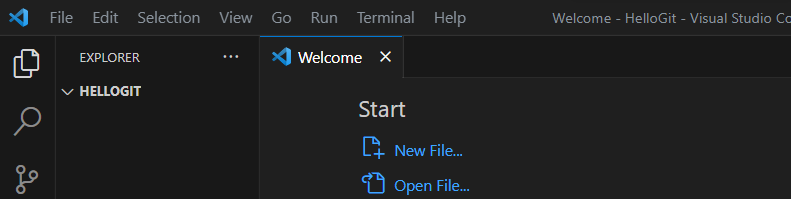 File Edit Selection View Go Run Terminal Help Welcome - HelloGit - Visual Studio Co
EXPLORER ...
Welcome
HELLOGIT
Start
New File...
Open File...